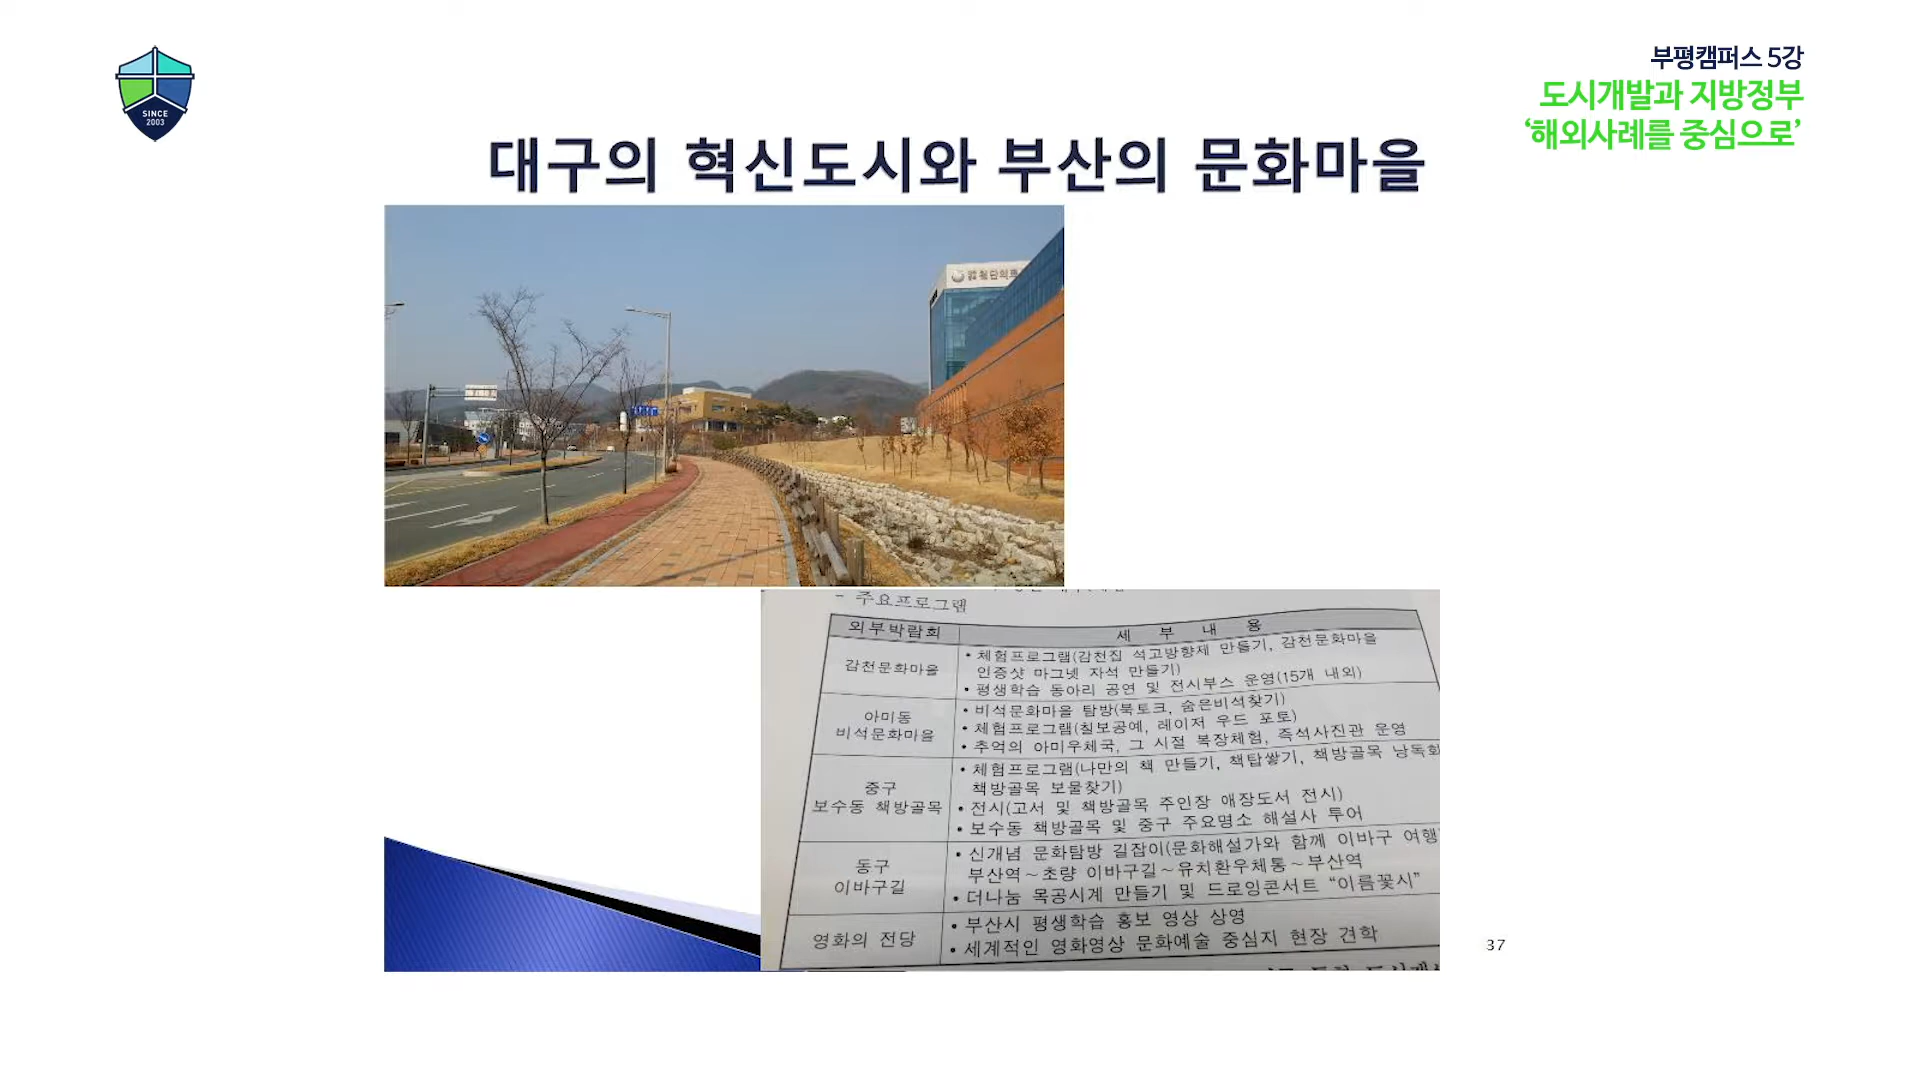 SINCE
2003
부평캠퍼스 5강
도시개발과 지방정부
‘해외사례를 중심으로’
대구의 혁신도시와 부산의 문화마을
- 주요프로그램
외부박람회 세 부 내 용
감천문화마을
• 체험프로그램(감천집 석고방향제 만들기, 감천문화마을
인증샷 마그넷 자석 만들기)
• 평생학습 동아리 공연 및 전시부스 운영(15개 내외)
아미동
비석문화마을
• 비석문화마을 탐방(북토크, 숨은비석찾기)
• 체험프로그램(칠보공예, 레이저 우드 포토)
• 추억의 아미우체국, 그 시절 복장체험, 즉석사진관 운영
중구
보수동 책방골목
• 체험프로그램(나만의 책 만들기, 책탑쌓기, 책방골목 낭독회
책방골목 보물찾기)
• 전시(고서 및 책방골목 주인장 애장도서 전시)
• 보수동 책방골목 및 중구 주요명소 해설사 투어
동구
이바구길
• 신개념 문화탐방 길잡이(문화해설가와 함께 이바구 여행
부산역~초량 이바구길~유치환우체통~부산역
• 더나눔 목공시계 만들기 및 드로잉콘서트 “이름꽃시”
영화의 전당
• 부산시 평생학습 홍보 영상 상영
• 세계적인 영화영상 문화예술 중심지 현장 견학
37